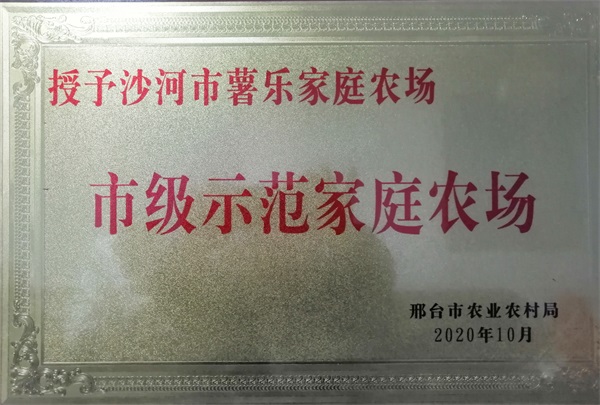 授予沙河市薯乐家庭农场
市级示范家庭农场
邢台市农业农村局
2020年10月